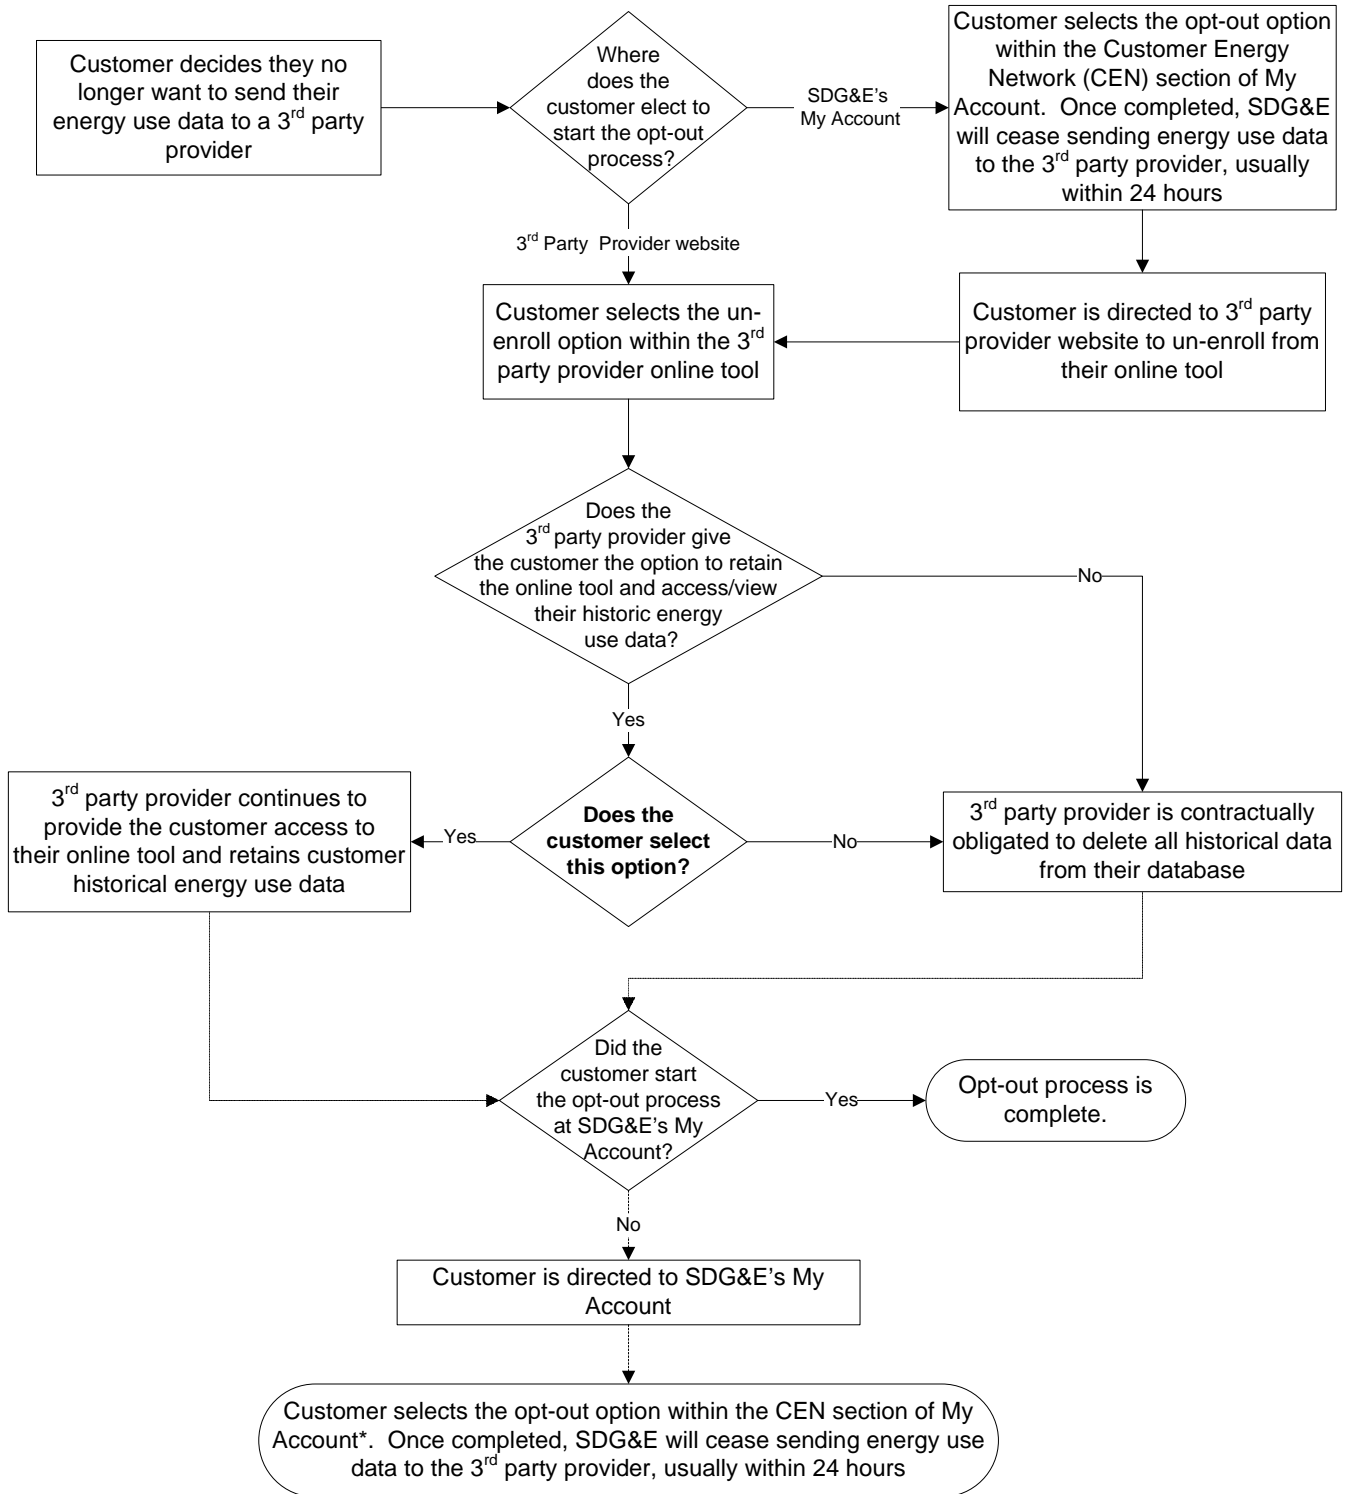 Customer decides they no
longer want to send their
energy use data to a 3rd party
provider
Where
does the
customer elect to
start the opt-out
process?
SDG&E's
My Account
Customer selects the opt-out option
within the Customer Energy
Network (CEN) section of My
Account.  Once completed, SDG&E
will cease sending energy use data
to the 3rd party provider, usually
within 24 hours
3rd Party  Provider website
Customer selects the un-
enroll option within the 3rd
party provider online tool
Customer is directed to 3rd party
provider website to un-enroll from
their online tool
Does the
3rd party provider give
the customer the option to retain
the online tool and access/view
their historic energy
use data?
No
Yes
3rd party provider continues to
provide the customer access to
their online tool and retains customer
historical energy use data
Yes
Does the
customer select
this option?
No
3rd party provider is contractually
obligated to delete all historical data
from their database
Did the
customer start
the opt-out process
at SDG&E's My
Account?
Yes
Opt-out process is
complete.
No
Customer is directed to SDG&E's My
Account
Customer selects the opt-out option within the CEN section of My
Account*.  Once completed, SDG&E will cease sending energy use
data to the 3rd party provider, usually within 24 hours